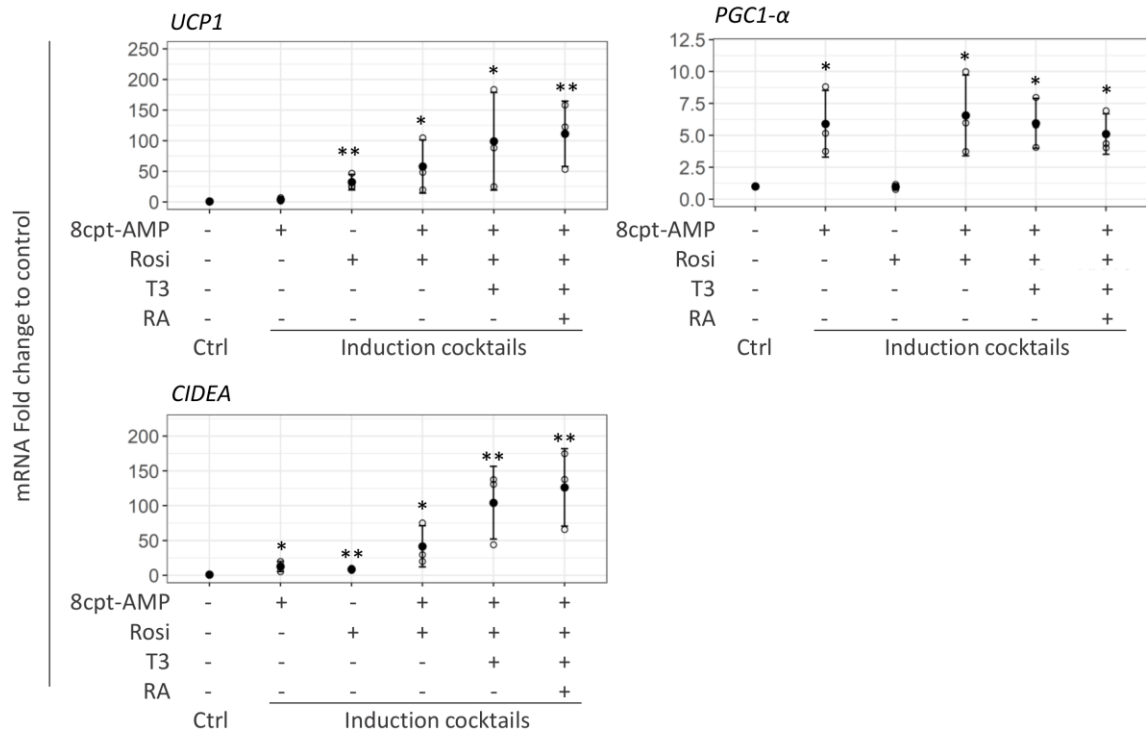 UCP1
250
200
150
100
50
0
* * ** * **
8cpt-AMP - + - + + +
Rosi - - + + + +
T3 - - - - + +
RA - - - - - +
Ctrl Induction cocktails
PGC1-α
12.5
10.0
7.5
5.0
2.5
0.0
* * * *
8cpt-AMP - + - + + +
Rosi - - + + + +
T3 - - - - + +
RA - - - - - +
Ctrl Induction cocktails
CIDEA
200
150
100
50
0
* ** * ** **
8cpt-AMP - + - + + +
Rosi - - + + + +
T3 - - - - + +
RA - - - - - +
Ctrl Induction cocktails
mRNA Fold change to control